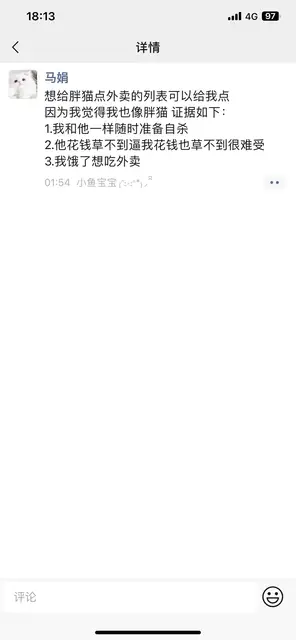 18:13
4G
97
详情
马娟
想给胖猫点外卖的列表可以给我点
因为我觉得我也像胖猫 证据如下：
1.我和他一样随时准备自杀
2.他花钱草不到逼我花钱也草不到很难受
3.我饿了想吃外卖
01:54 小鱼宝宝
评论